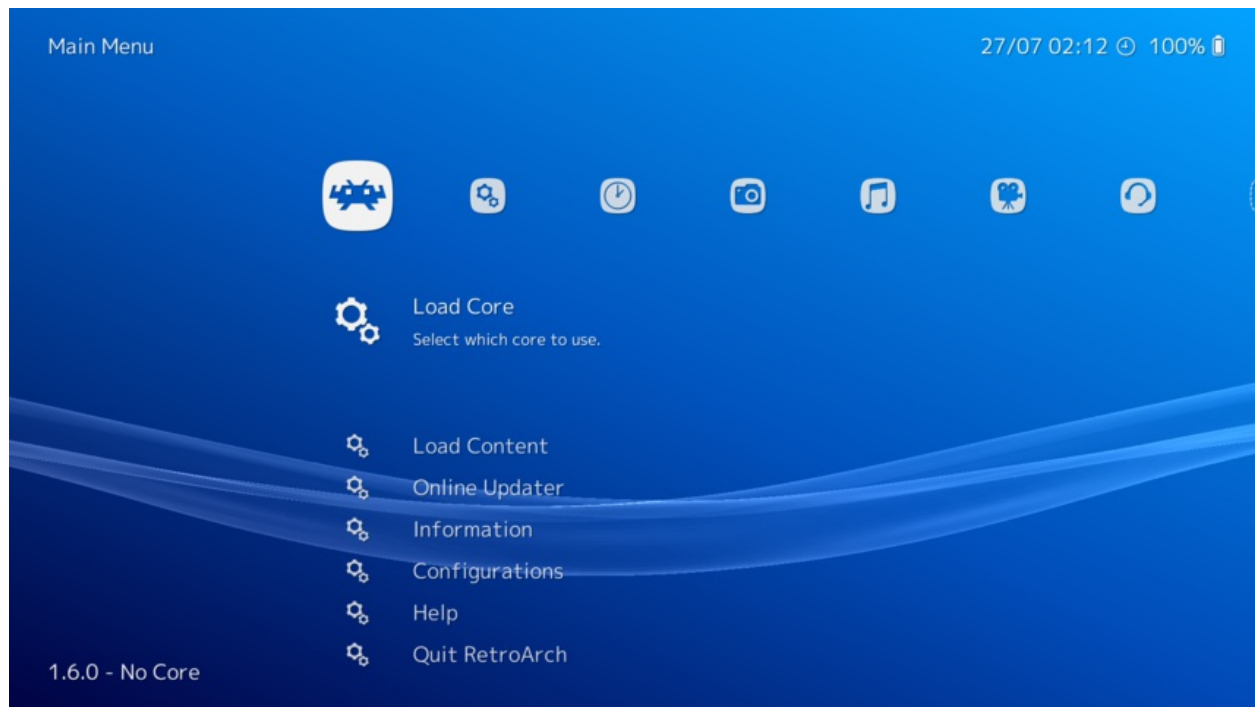 Main Menu
27/07 02:12 100%
Load Core
Select which core to use.
Load Content
Online Updater
Information
Configurations
Help
Quit RetroArch
1.6.0 - No Core